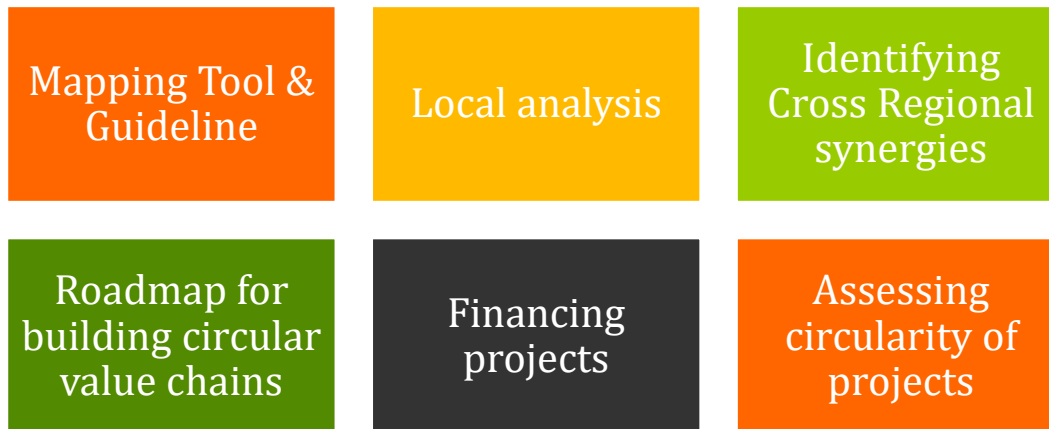 Mapping Tool &
Guideline
Local analysis
Identifying
Cross Regional
synergies
Roadmap for
building circular
value chains
Financing
projects
Assessing
circularity of
projects